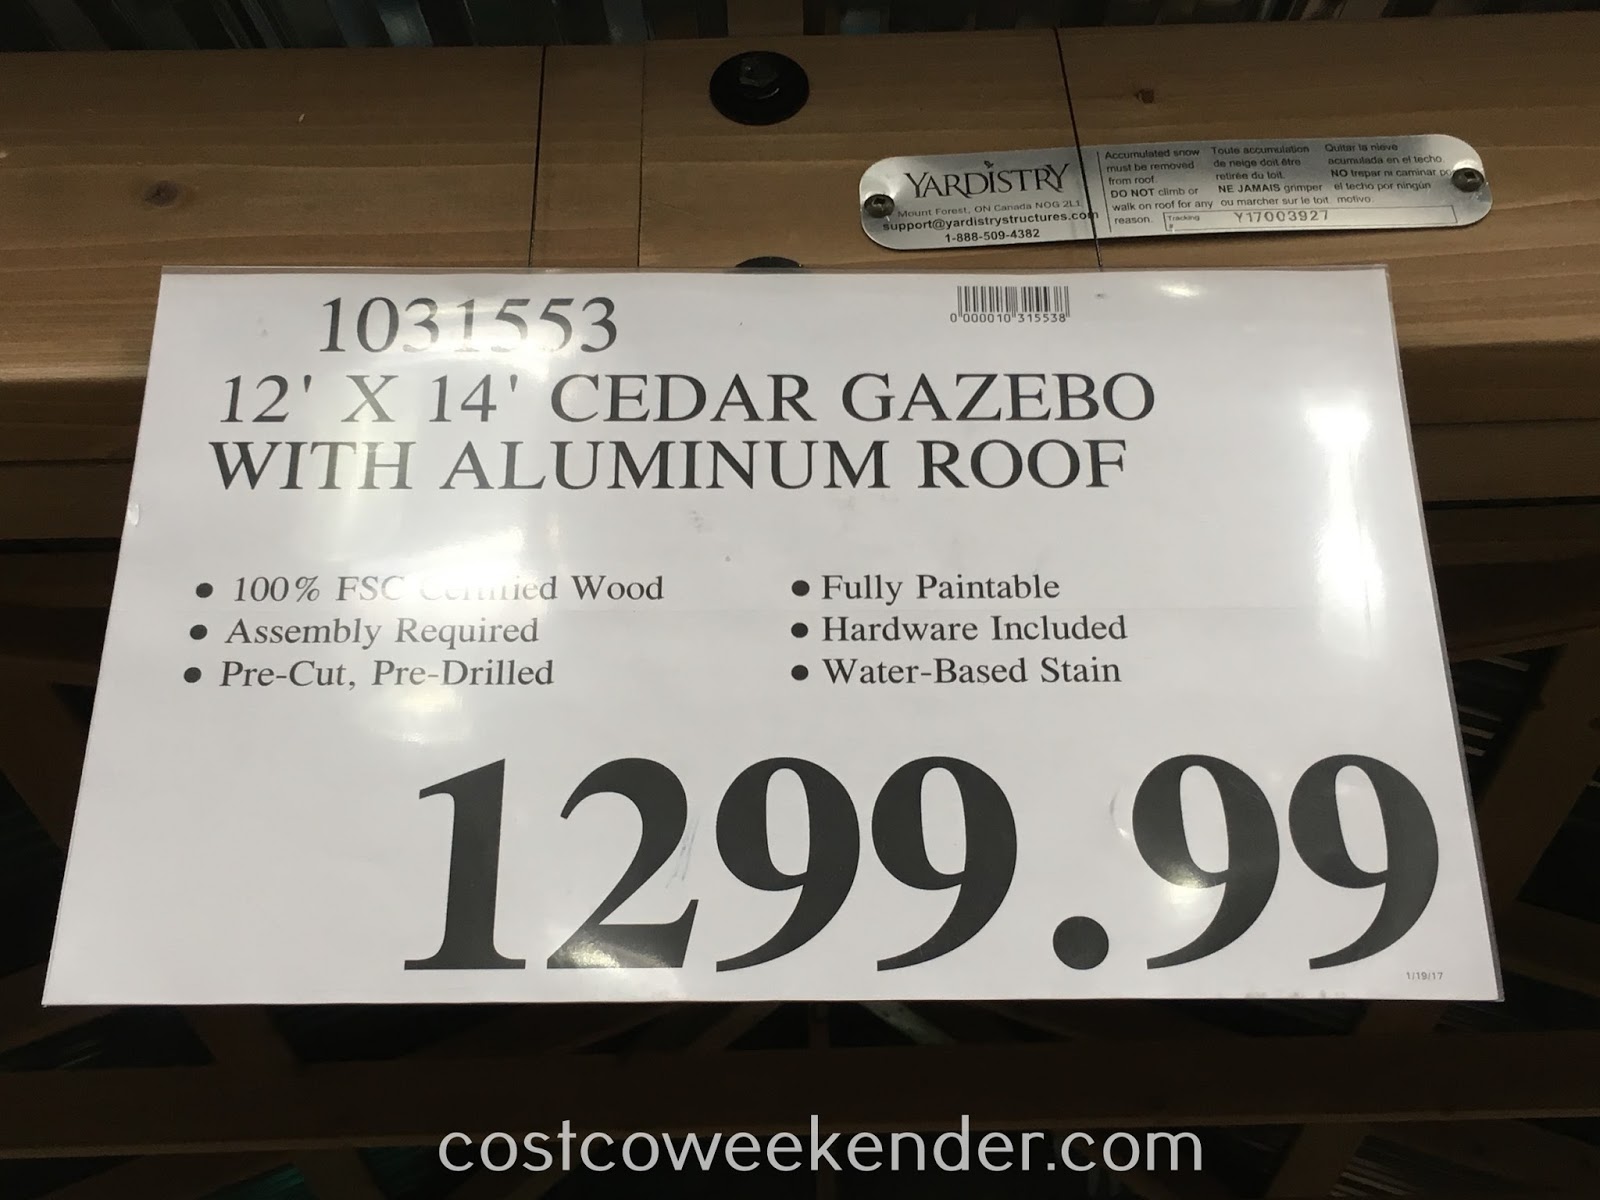 YARDISTRY
Mount Forest, ON Canada N0G 2L1
support@yardistrystructures.com
1-888-509-4382
Accumulated snow
must be removed
from roof.
DO NOT climb or
walk on roof for any
reason.
Toute accumulation
de neige doit être
retirée du toit.
NE JAMAIS grimper
ou marcher sur le toit
Quitar la nieve
acumulada en el techo.
NO trepar ni caminar po
el techo por ningún
motivo.
Tracking
#
Y17003927
1031553
0 000010 315538
12' X 14' CEDAR GAZEBO
WITH ALUMINUM ROOF
• 100% FSC Certified Wood
• Assembly Required
• Pre-Cut, Pre-Drilled
• Fully Paintable
• Hardware Included
• Water-Based Stain
1299.99
1/19/17
costcoweekender.com